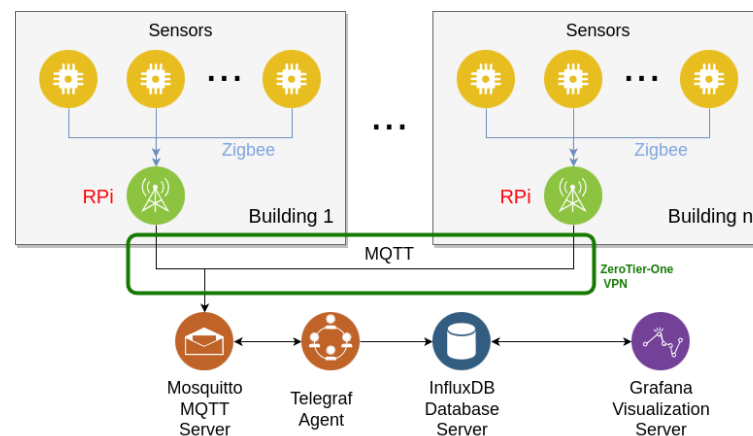 Sensors
Sensors
...
...
...
Zigbee
Zigbee
RPi
RPi
Building 1
Building n
MQTT
ZeroTier-One
VPN
Mosquitto
MQTT
Server
Telegraf
Agent
InfluxDB
Database
Server
Grafana
Visualization
Server